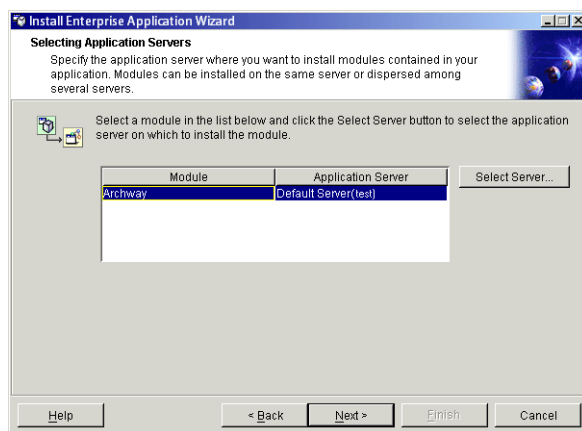 Install Enterprise Application Wizard
Selecting Application Servers
Specify the application server where you want to install modules contained in your
application. Modules can be installed on the same server or dispersed among
several servers.
Select a module in the list below and click the Select Server button to select the application
server on which to install the module.
Module Application Server Select Server...
Archway Default Server(test)
Help < Back Next > Finish Cancel